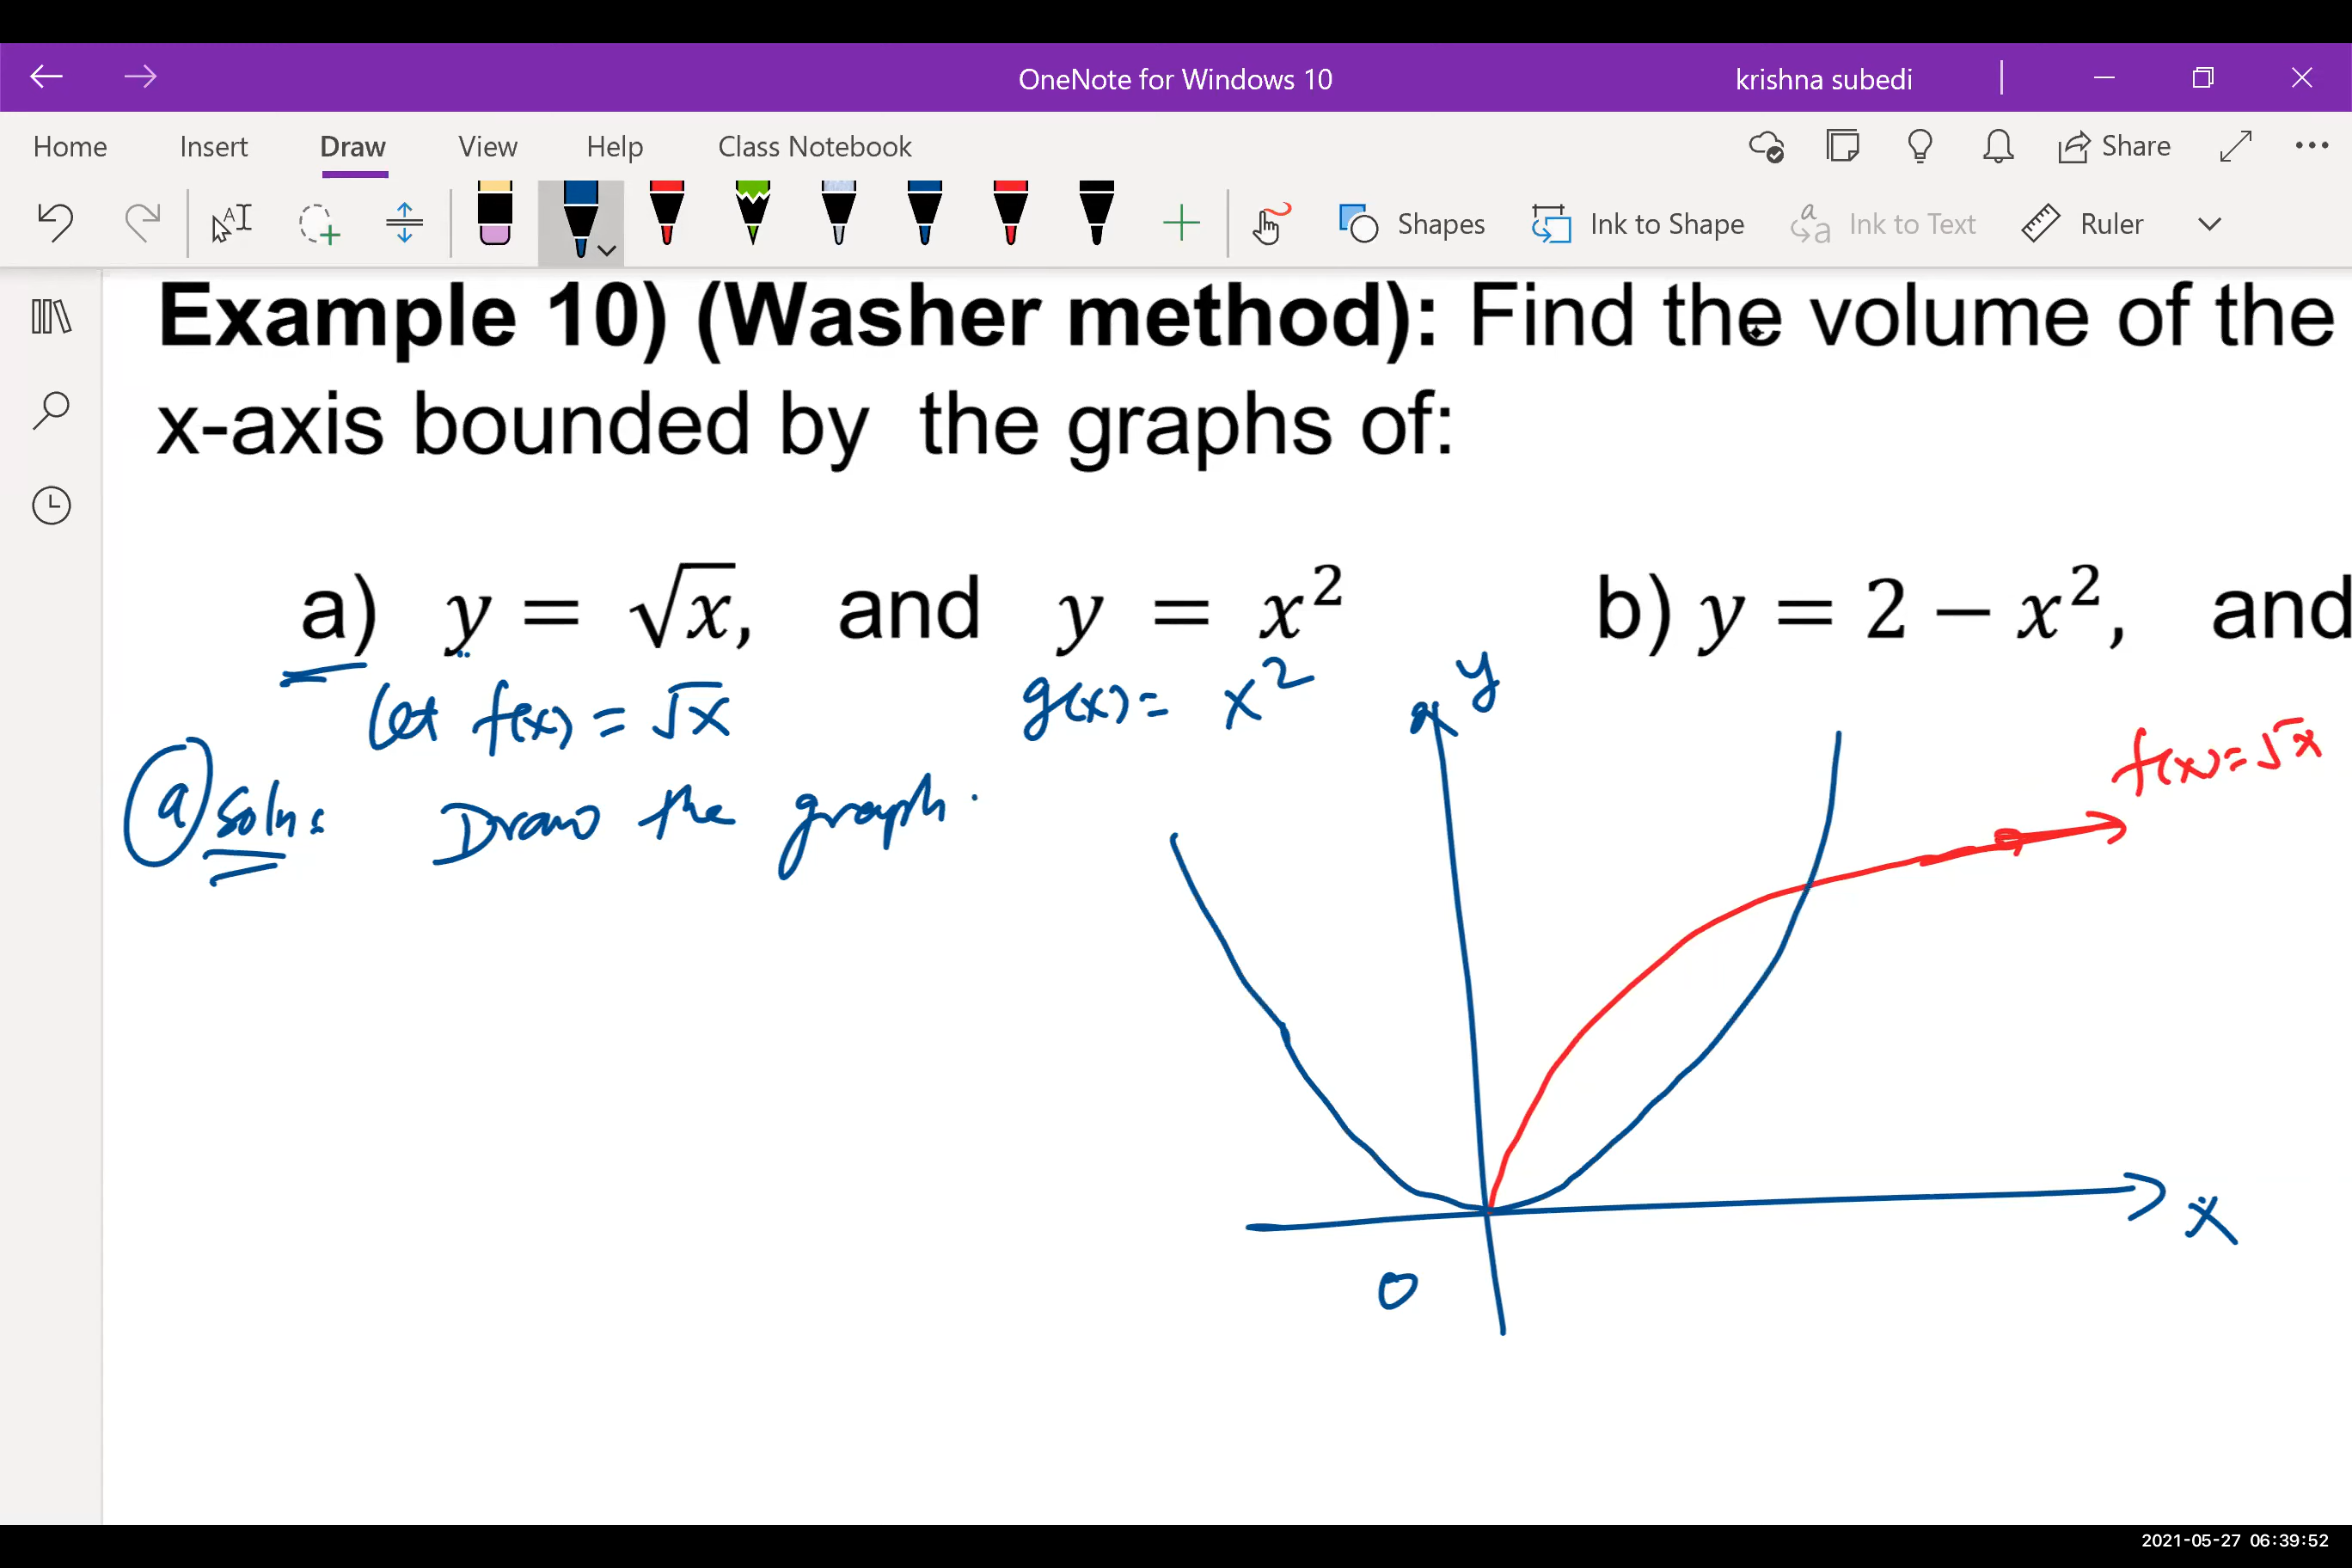 OneNote for Windows 10 krishna subedi
Home Insert Draw View Help Class Notebook Share
Shapes Ink to Shape Ink to Text Ruler
Example 10) (Washer method): Find the volume of the
x-axis bounded by the graphs of:
a) y = √x, and y = x² b) y = 2 − x², and
let f(x) = √x g(x) = x²
y
f(x)=√x
(a) soln: Draw the graph.
x
0
2021-05-27 06:39:52